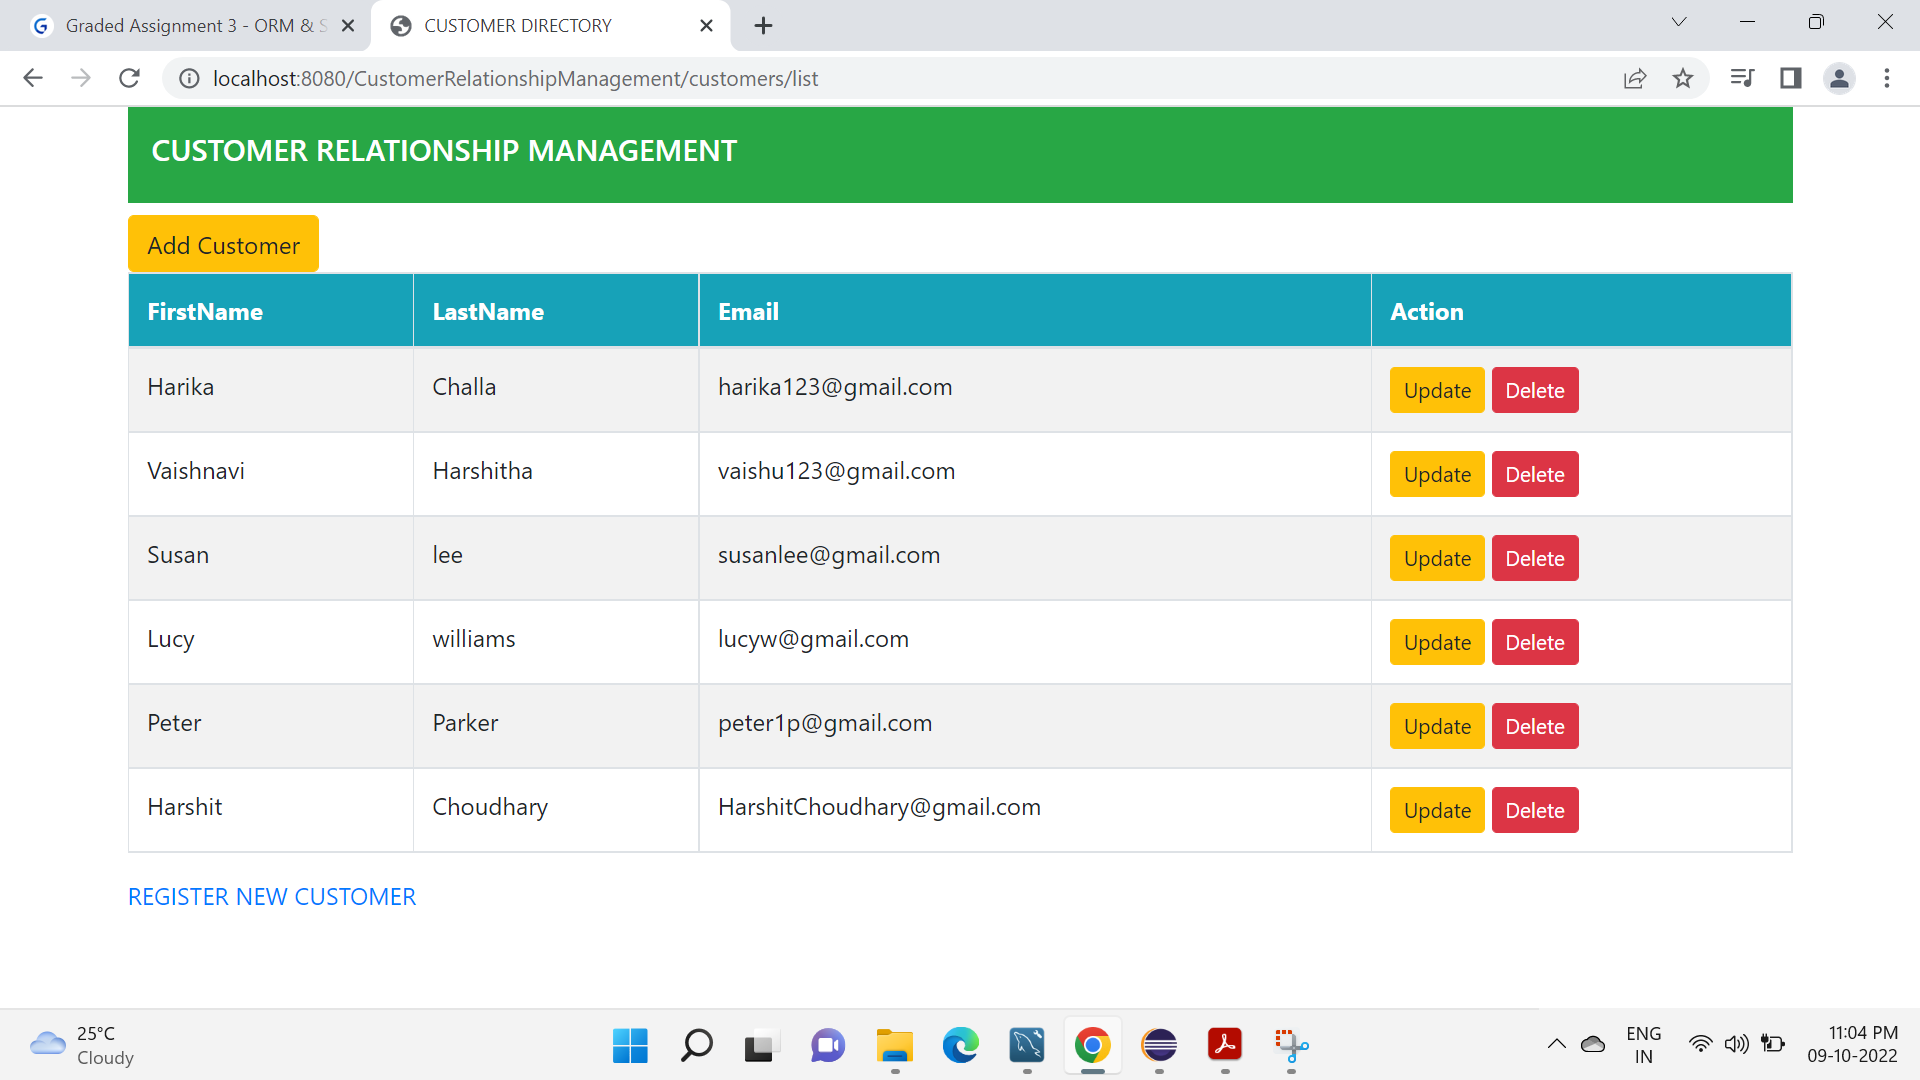 Graded Assignment 3 - ORM & S
CUSTOMER DIRECTORY
localhost:8080/CustomerRelationshipManagement/customers/list
CUSTOMER RELATIONSHIP MANAGEMENT
Add Customer
FirstName LastName Email Action
Harika Challa harika123@gmail.com Update Delete
Vaishnavi Harshitha vaishu123@gmail.com Update Delete
Susan lee susanlee@gmail.com Update Delete
Lucy williams lucyw@gmail.com Update Delete
Peter Parker peter1p@gmail.com Update Delete
Harshit Choudhary HarshitChoudhary@gmail.com Update Delete
REGISTER NEW CUSTOMER
25°C
Cloudy
ENG
IN
11:04 PM
09-10-2022